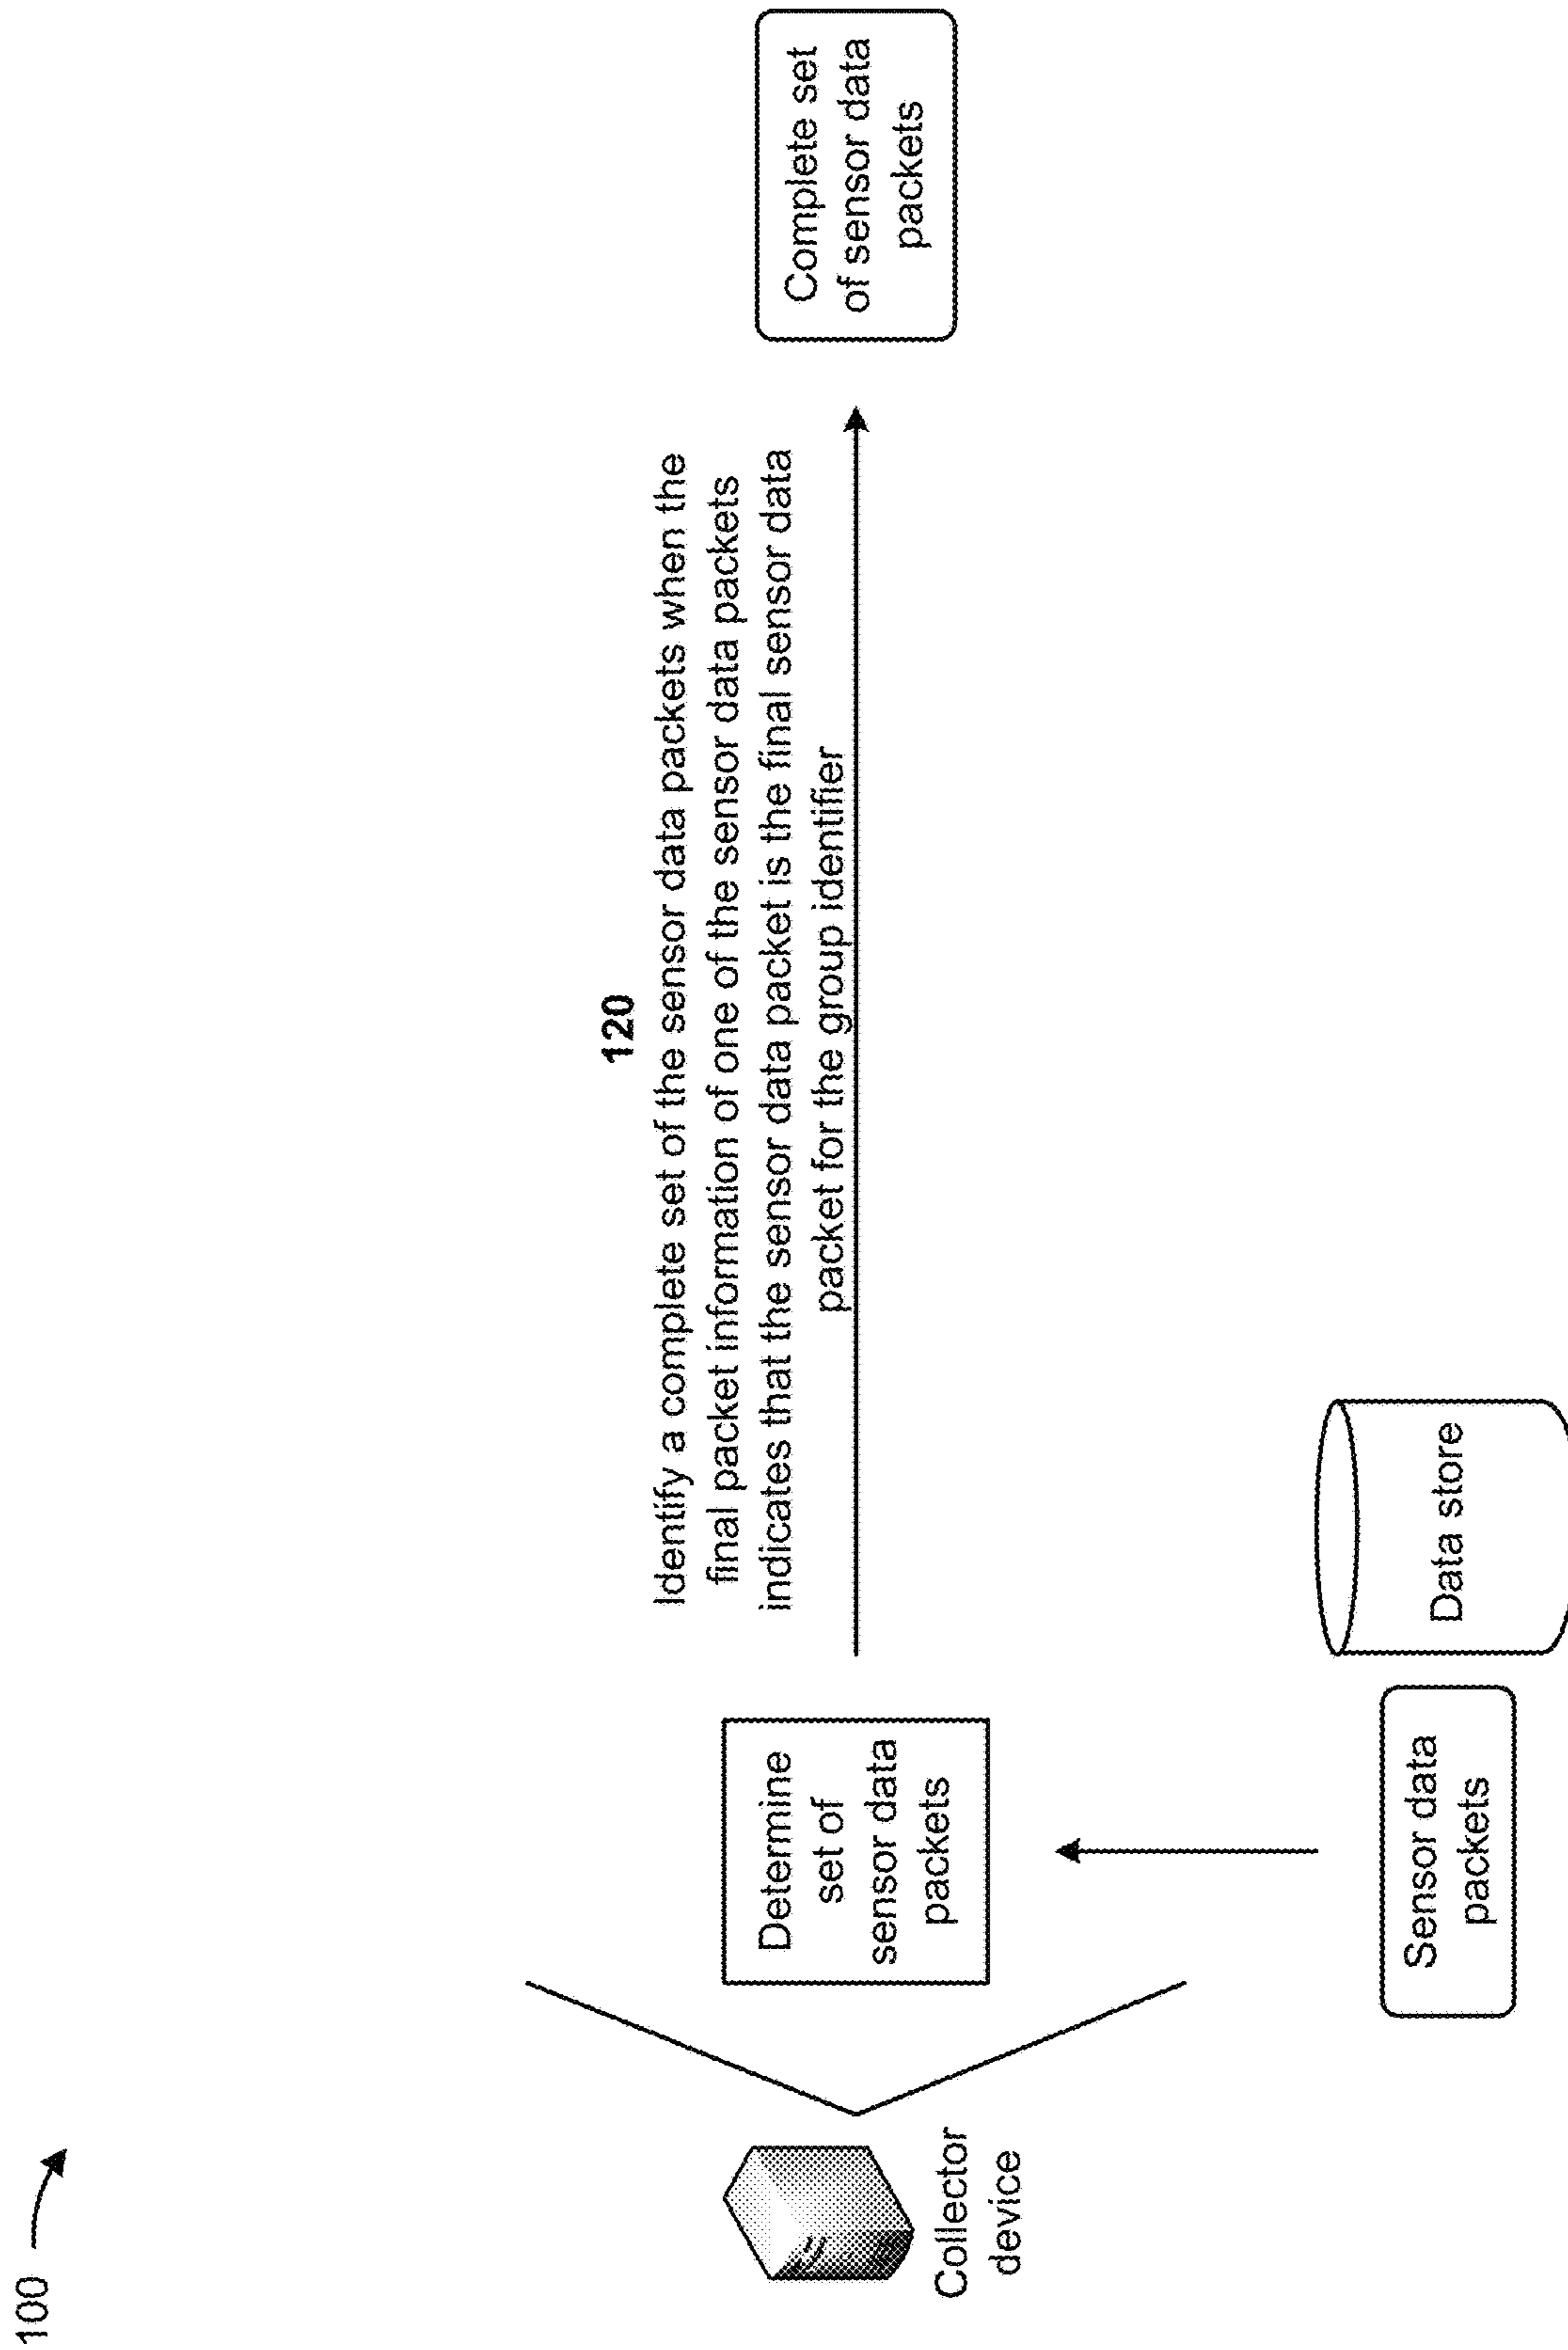 100
120
Identify a complete set of the sensor data packets when the
final packet information of one of the sensor data packets
indicates that the sensor data packet is the final sensor data
packet for the group identifier
Collector
device
Determine
set of
sensor data
packets
Complete set
of sensor data
packets
Sensor data
packets
Data store